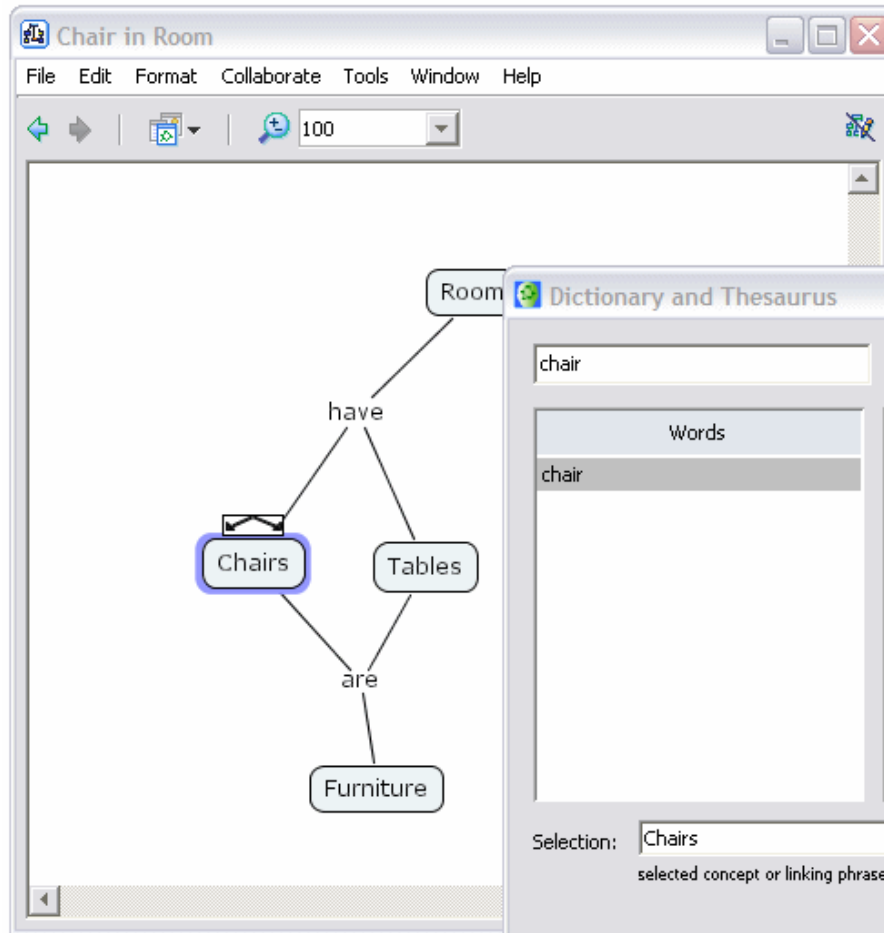 Chair in Room
File Edit Format Collaborate Tools Window Help
100
Room
Dictionary and Thesaurus
chair
have
Words
chair
Chairs
Tables
are
Furniture
Selection: Chairs
selected concept or linking phrase